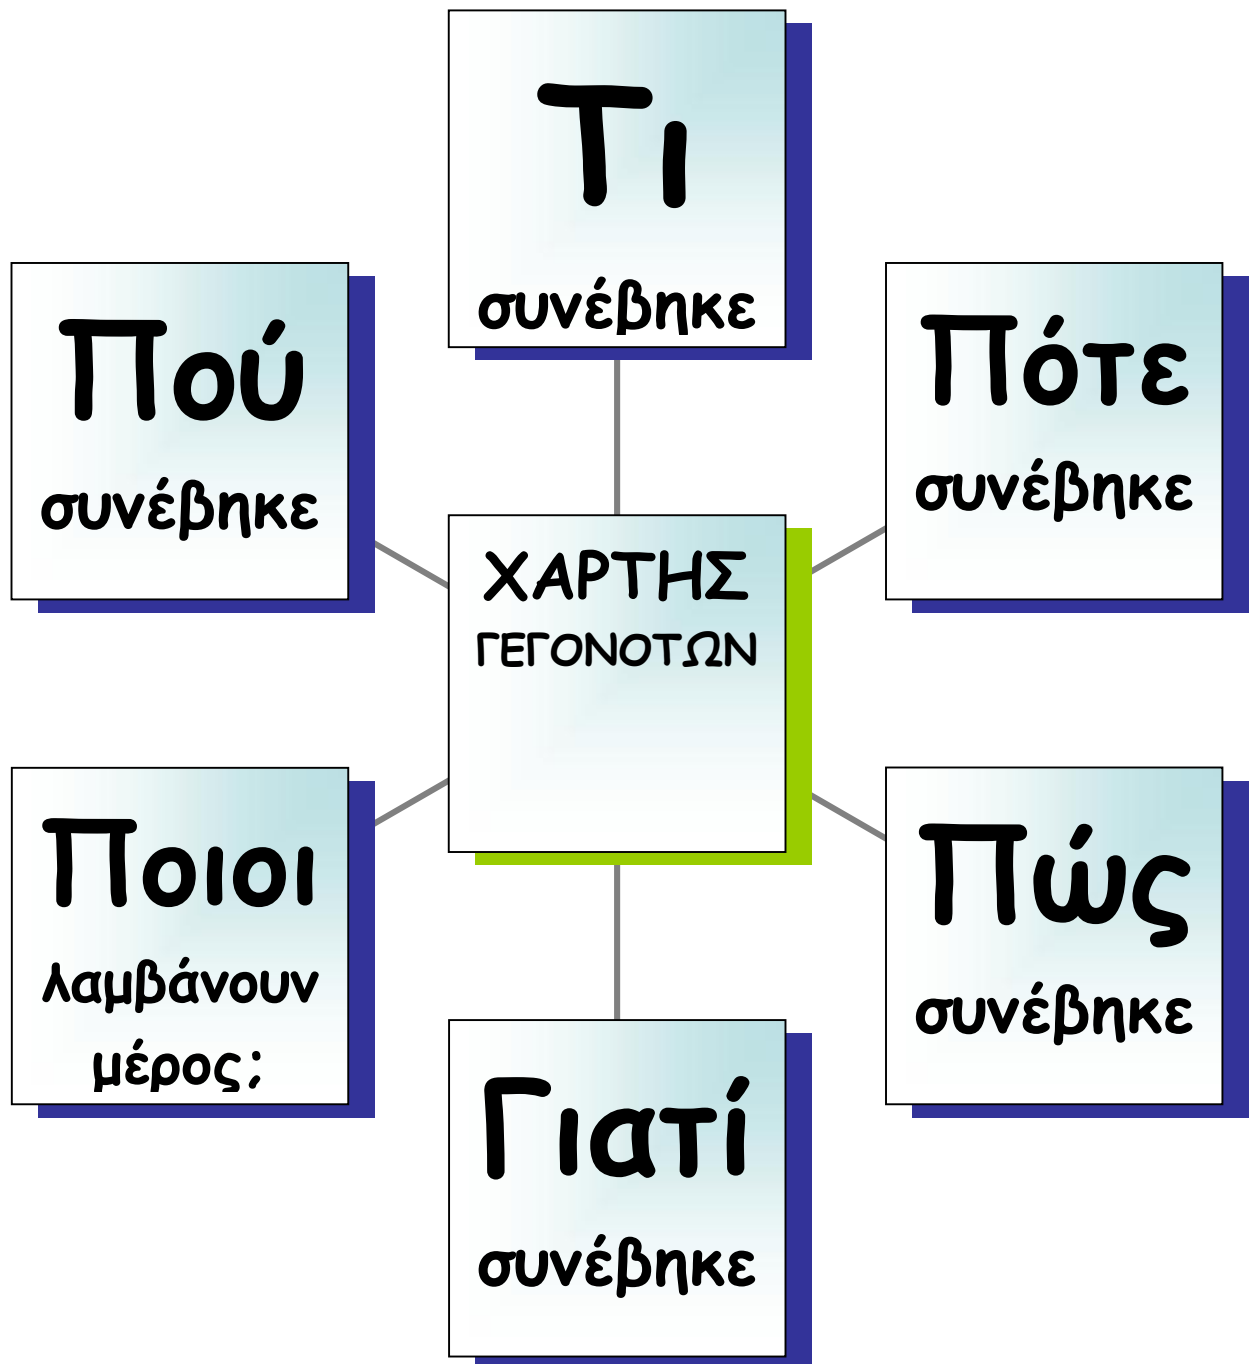 Τι
συνέβηκε
Πού
συνέβηκε
Πότε
συνέβηκε
ΧΑΡΤΗΣ
ΓΕΓΟΝΟΤΩΝ
Ποιοι
λαμβάνουν
μέρος;
Πώς
συνέβηκε
Γιατί
συνέβηκε